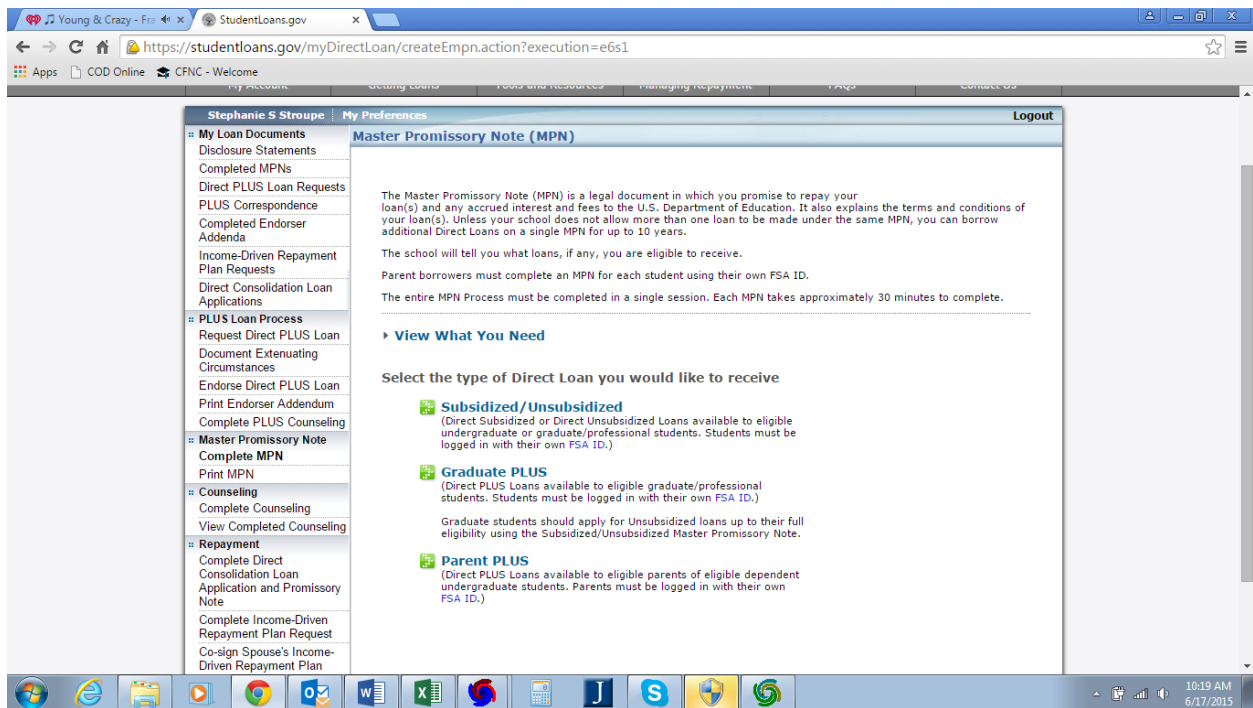 Young & Crazy - Fra
StudentLoans.gov
https://studentloans.gov/myDirectLoan/createEmpn.action?execution=e6s1
Apps
COD Online
CFNC - Welcome
My Account
Getting Loans
Tools and Resources
Managing Repayment
FAQs
Contact Us
Stephanie S Stroupe
My Preferences
Logout
My Loan Documents
Disclosure Statements
Completed MPNs
Direct PLUS Loan Requests
PLUS Correspondence
Completed Endorser
Addenda
Income-Driven Repayment
Plan Requests
Direct Consolidation Loan
Applications
PLUS Loan Process
Request Direct PLUS Loan
Document Extenuating
Circumstances
Endorse Direct PLUS Loan
Print Endorser Addendum
Complete PLUS Counseling
Master Promissory Note
Complete MPN
Print MPN
Counseling
Complete Counseling
View Completed Counseling
Repayment
Complete Direct
Consolidation Loan
Application and Promissory
Note
Complete Income-Driven
Repayment Plan Request
Co-sign Spouse's Income-
Driven Repayment Plan
Master Promissory Note (MPN)
The Master Promissory Note (MPN) is a legal document in which you promise to repay your
loan(s) and any accrued interest and fees to the U.S. Department of Education. It also explains the terms and conditions of
your loan(s). Unless your school does not allow more than one loan to be made under the same MPN, you can borrow
additional Direct Loans on a single MPN for up to 10 years.
The school will tell you what loans, if any, you are eligible to receive.
Parent borrowers must complete an MPN for each student using their own FSA ID.
The entire MPN Process must be completed in a single session. Each MPN takes approximately 30 minutes to complete.
View What You Need
Select the type of Direct Loan you would like to receive
Subsidized/Unsubsidized
(Direct Subsidized or Direct Unsubsidized Loans available to eligible
undergraduate or graduate/professional students. Students must be
logged in with their own FSA ID.)
Graduate PLUS
(Direct PLUS Loans available to eligible graduate/professional
students. Students must be logged in with their own FSA ID.)
Graduate students should apply for Unsubsidized loans up to their full
eligibility using the Subsidized/Unsubsidized Master Promissory Note.
Parent PLUS
(Direct PLUS Loans available to eligible parents of eligible dependent
undergraduate students. Parents must be logged in with their own
FSA ID.)
10:19 AM
6/17/2015